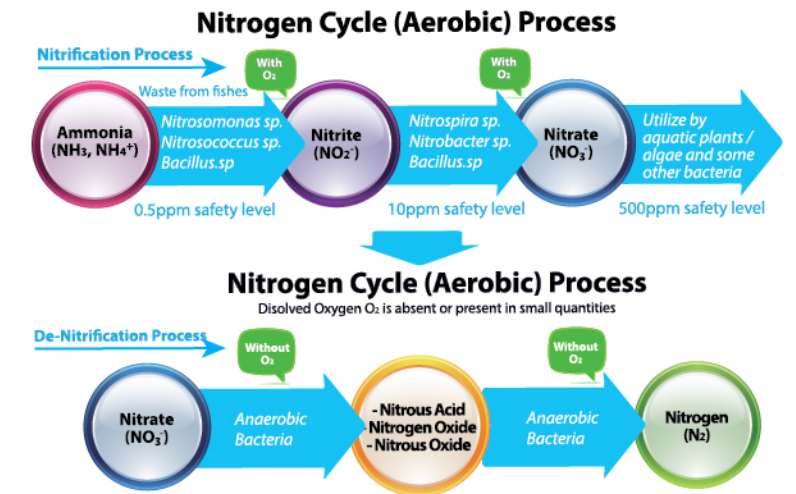 Nitrogen Cycle (Aerobic) Process
Nitrification Process
With
O₂
With
O₂
Waste from fishes
Ammonia
(NH₃, NH₄⁺)
Nitrosomonas sp.
Nitrosococcus sp.
Bacillus.sp
Nitrite
(NO₂⁻)
Nitrospira sp.
Nitrobacter sp.
Bacillus.sp
Nitrate
(NO₃⁻)
Utilize by
aquatic plants /
algae and some
other bacteria
0.5ppm safety level
10ppm safety level
500ppm safety level
Nitrogen Cycle (Aerobic) Process
Disolved Oxygen O₂ is absent or present in small quantities
De-Nitrification Process
Without
O₂
Without
O₂
Nitrate
(NO₃⁻)
Anaerobic
Bacteria
- Nitrous Acid
- Nitrogen Oxide
- Nitrous Oxide
Anaerobic
Bacteria
Nitrogen
(N₂)